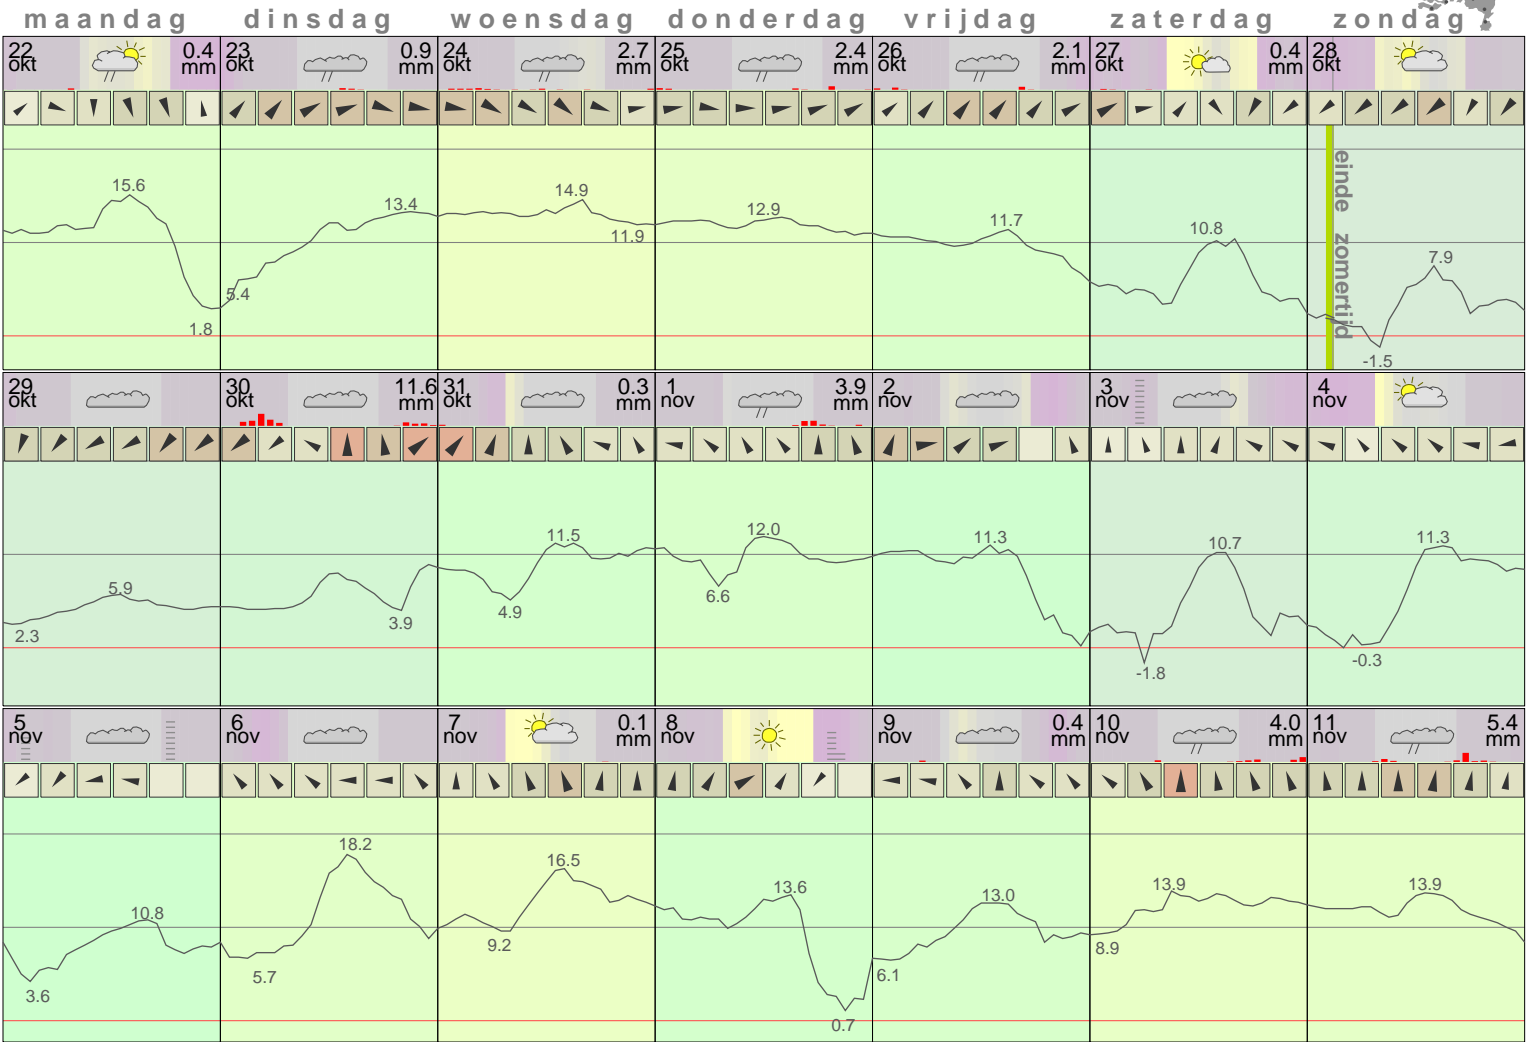 maandag dinsdag woensdag donderdag vrijdag zaterdag zondag
22 okt 0.4 mm 23 okt 0.9 mm 24 okt 2.7 mm 25 okt 2.4 mm 26 okt 2.1 mm 27 okt 0.4 mm 28 okt
15.6 1.8 5.4 13.4 14.9 11.9 12.9 11.7 10.8 7.9 -1.5
einde zomertijd
29 okt 30 okt 11.6 mm 31 okt 0.3 mm 1 nov 3.9 mm 2 nov 3 nov 4 nov
2.3 5.9 3.9 4.9 11.5 6.6 12.0 11.3 -1.8 10.7 -0.3 11.3
5 nov 6 nov 7 nov 0.1 mm 8 nov 9 nov 0.4 mm 10 nov 4.0 mm 11 nov 5.4 mm
3.6 10.8 5.7 18.2 9.2 16.5 13.6 0.7 6.1 13.0 8.9 13.9 13.9